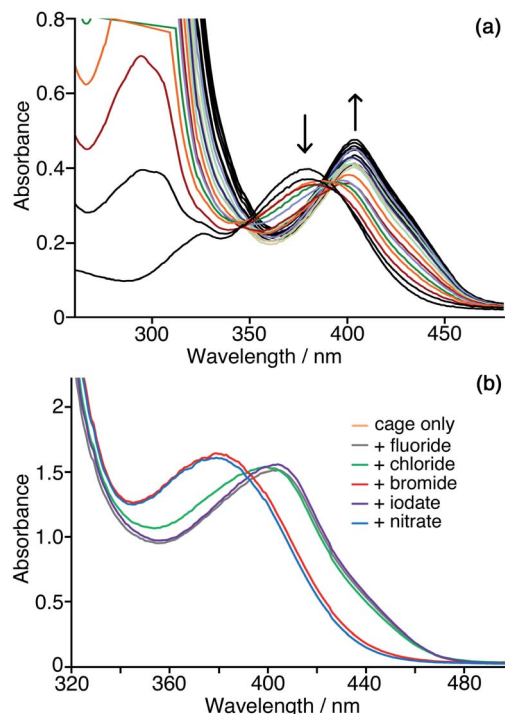 (a)
0.8
0.6
0.4
0.2
0
Absorbance
300
350
400
450
Wavelength / nm
(b)
2
1.5
1.0
0.5
0
Absorbance
cage only
+ fluoride
+ chloride
+ bromide
+ iodate
+ nitrate
320
360
400
440
480
Wavelength / nm